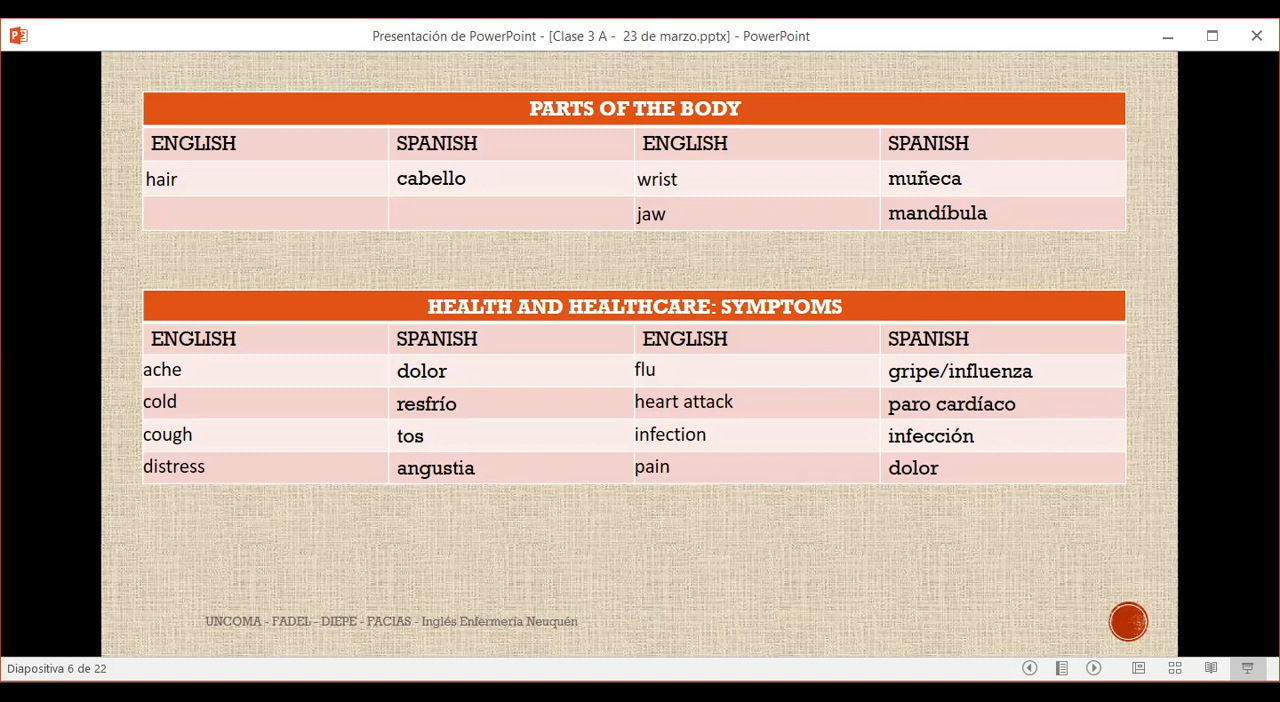 Presentación de PowerPoint - [Clase 3 A - 23 de marzo.pptx] - PowerPoint
PARTS OF THE BODY
ENGLISH SPANISH ENGLISH SPANISH
hair cabello wrist muñeca
jaw mandíbula
HEALTH AND HEALTHCARE: SYMPTOMS
ENGLISH SPANISH ENGLISH SPANISH
ache dolor flu gripe/influenza
cold resfrío heart attack paro cardíaco
cough tos infection infección
distress angustia pain dolor
UNCOMA - FADEL - DIEPE - FACIAS - Inglés Enfermería Neuquén
Diapositiva 6 de 22